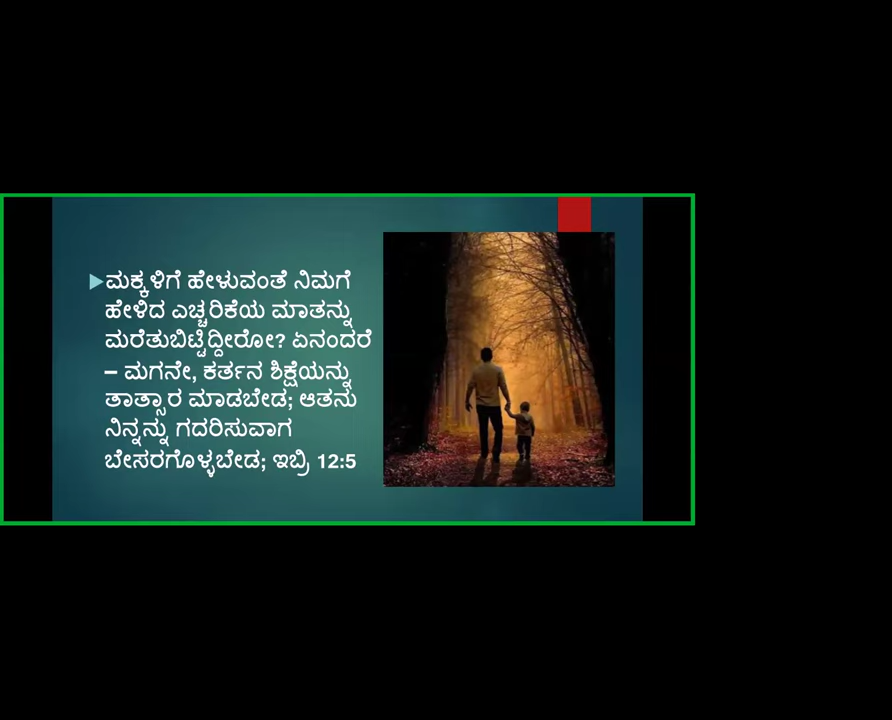 ಮಕ್ಕಳಿಗೆ ಹೇಳುವಂತೆ ನಿಮಗೆ
ಹೇಳಿದ ಎಚ್ಚರಿಕೆಯ ಮಾತನ್ನು
ಮರೆತುಬಿಟ್ಟಿದ್ದೀರೋ? ಏನಂದರೆ
– ಮಗನೇ, ಕರ್ತನ ಶಿಕ್ಷೆಯನ್ನು
ತಾತ್ಸಾರ ಮಾಡಬೇಡ; ಆತನು
ನಿನ್ನನ್ನು ಗದರಿಸುವಾಗ
ಬೇಸರಗೊಳ್ಳಬೇಡ; ಇಬ್ರಿ 12:5